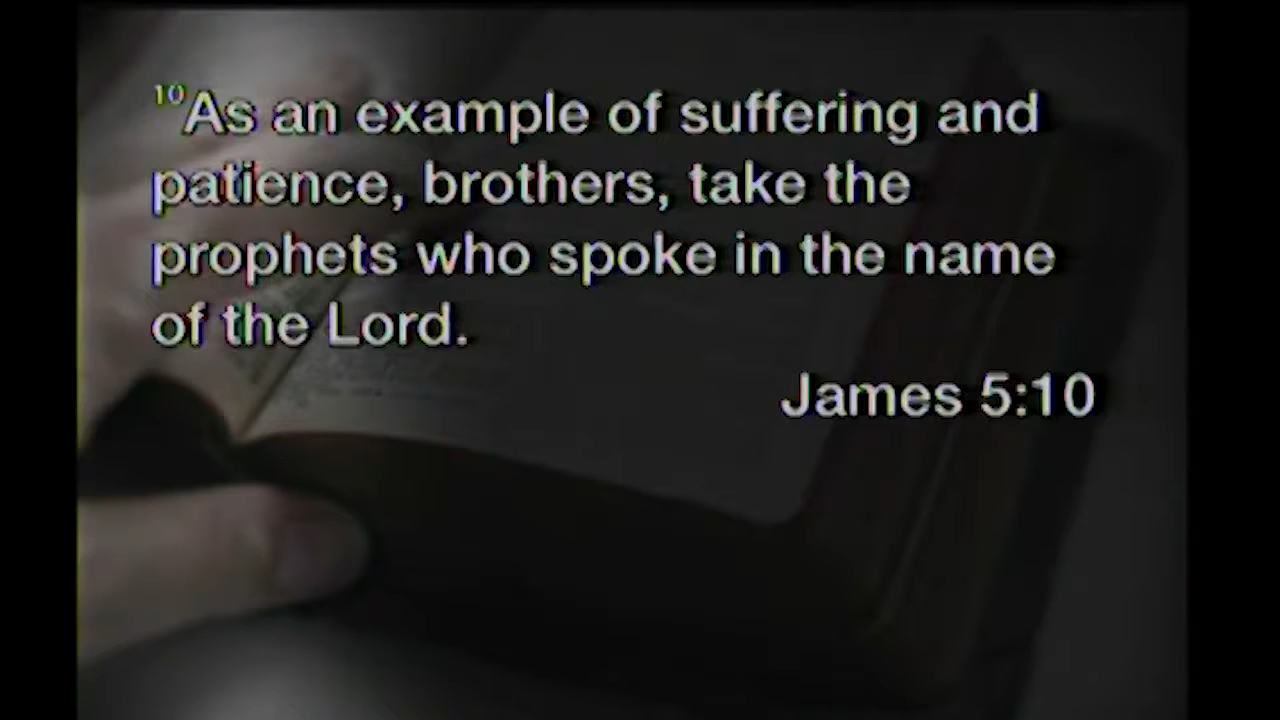 ¹⁰As an example of suffering and
patience, brothers, take the
prophets who spoke in the name
of the Lord.
James 5:10